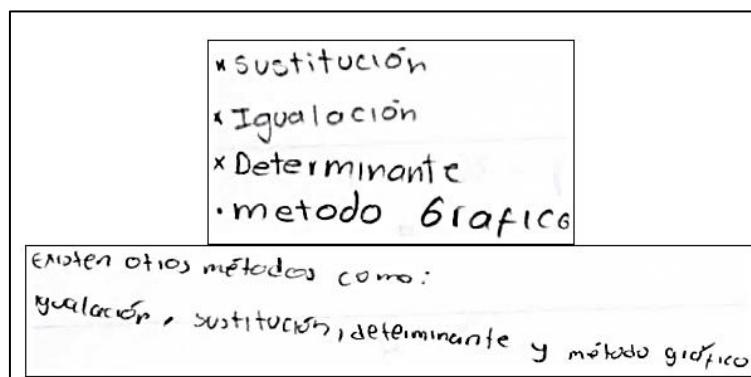 × Sustitución
× Igualación
× Determinante
· metodo Grafico
Existen otros métodos como:
igualación, sustitución, determinante y método gráfico